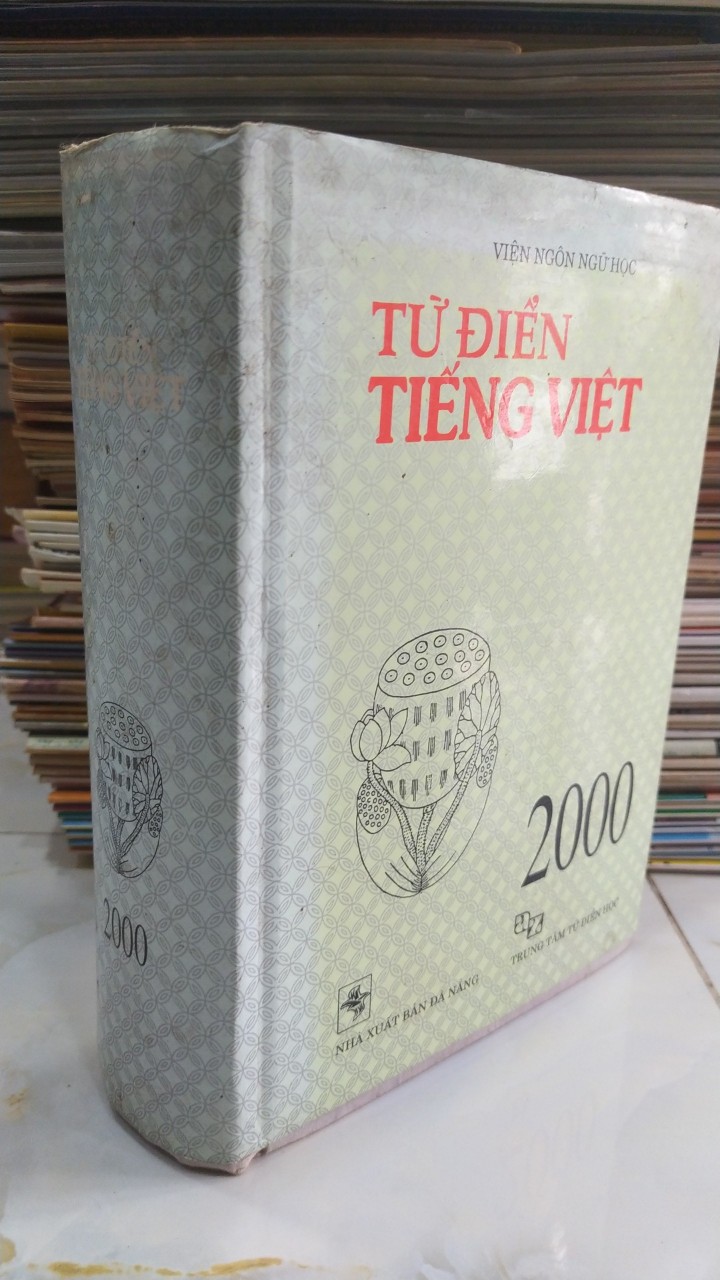 VIỆN NGÔN NGỮ HỌC
TỪ ĐIỂN
TIẾNG VIỆT
2000
TRUNG TÂM TỪ ĐIỂN HỌC
NHÀ XUẤT BẢN ĐÀ NẴNG
VIỆT
2000